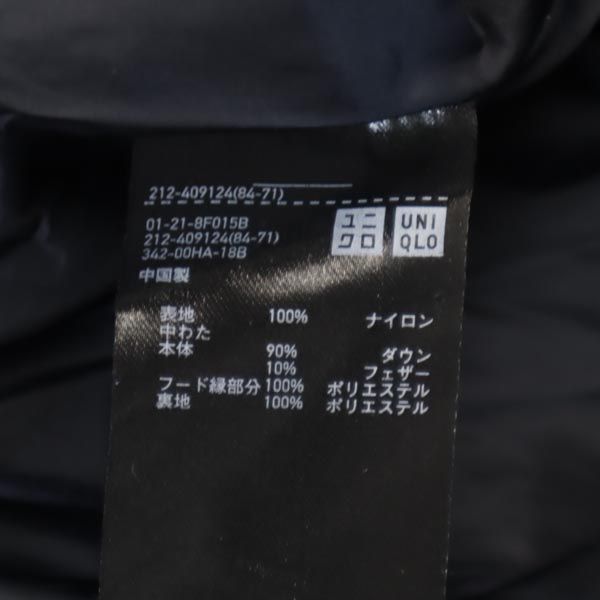 212-409124(84-71)
01-21-8F015B
212-409124(84-71)
342-00HA-18B
中国製
ユニクロ
UNIQLO
表地 100% ナイロン
中わた
本体 90% ダウン
10% フェザー
フード縁部分 100% ポリエステル
裏地 100% ポリエステル